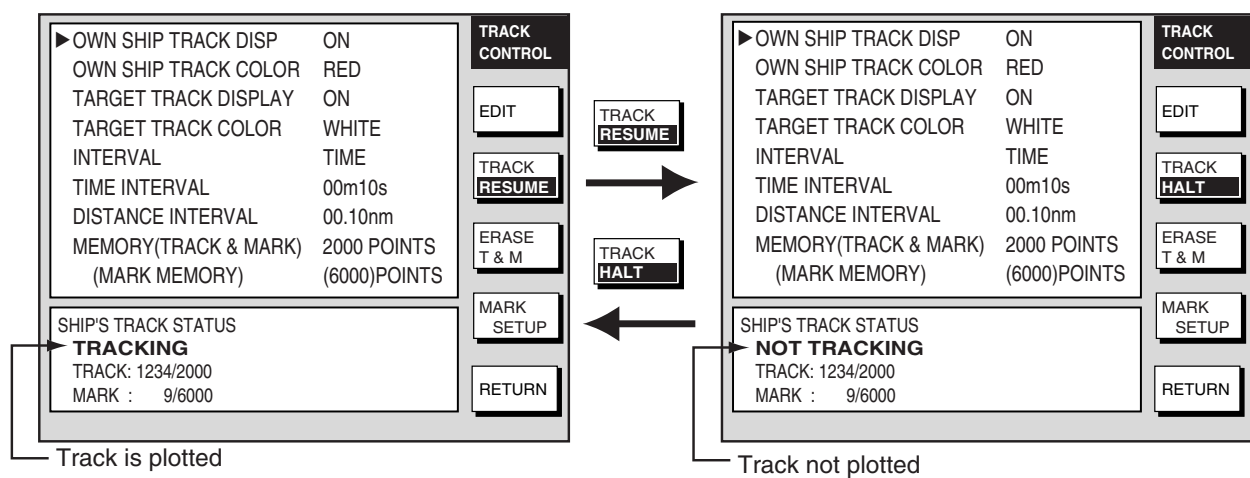 ▶OWN SHIP TRACK DISP ON
OWN SHIP TRACK COLOR RED
TARGET TRACK DISPLAY ON
TARGET TRACK COLOR WHITE
INTERVAL TIME
TIME INTERVAL 00m10s
DISTANCE INTERVAL 00.10nm
MEMORY(TRACK & MARK) 2000 POINTS
(MARK MEMORY) (6000)POINTS
SHIP'S TRACK STATUS
TRACKING
TRACK: 1234/2000
MARK : 9/6000
TRACK
CONTROL
EDIT
TRACK
RESUME
ERASE
T & M
MARK
SETUP
RETURN
Track is plotted
TRACK
RESUME
TRACK
HALT
▶OWN SHIP TRACK DISP ON
OWN SHIP TRACK COLOR RED
TARGET TRACK DISPLAY ON
TARGET TRACK COLOR WHITE
INTERVAL TIME
TIME INTERVAL 00m10s
DISTANCE INTERVAL 00.10nm
MEMORY(TRACK & MARK) 2000 POINTS
(MARK MEMORY) (6000)POINTS
SHIP'S TRACK STATUS
NOT TRACKING
TRACK: 1234/2000
MARK : 9/6000
TRACK
CONTROL
EDIT
TRACK
HALT
ERASE
T & M
MARK
SETUP
RETURN
Track not plotted